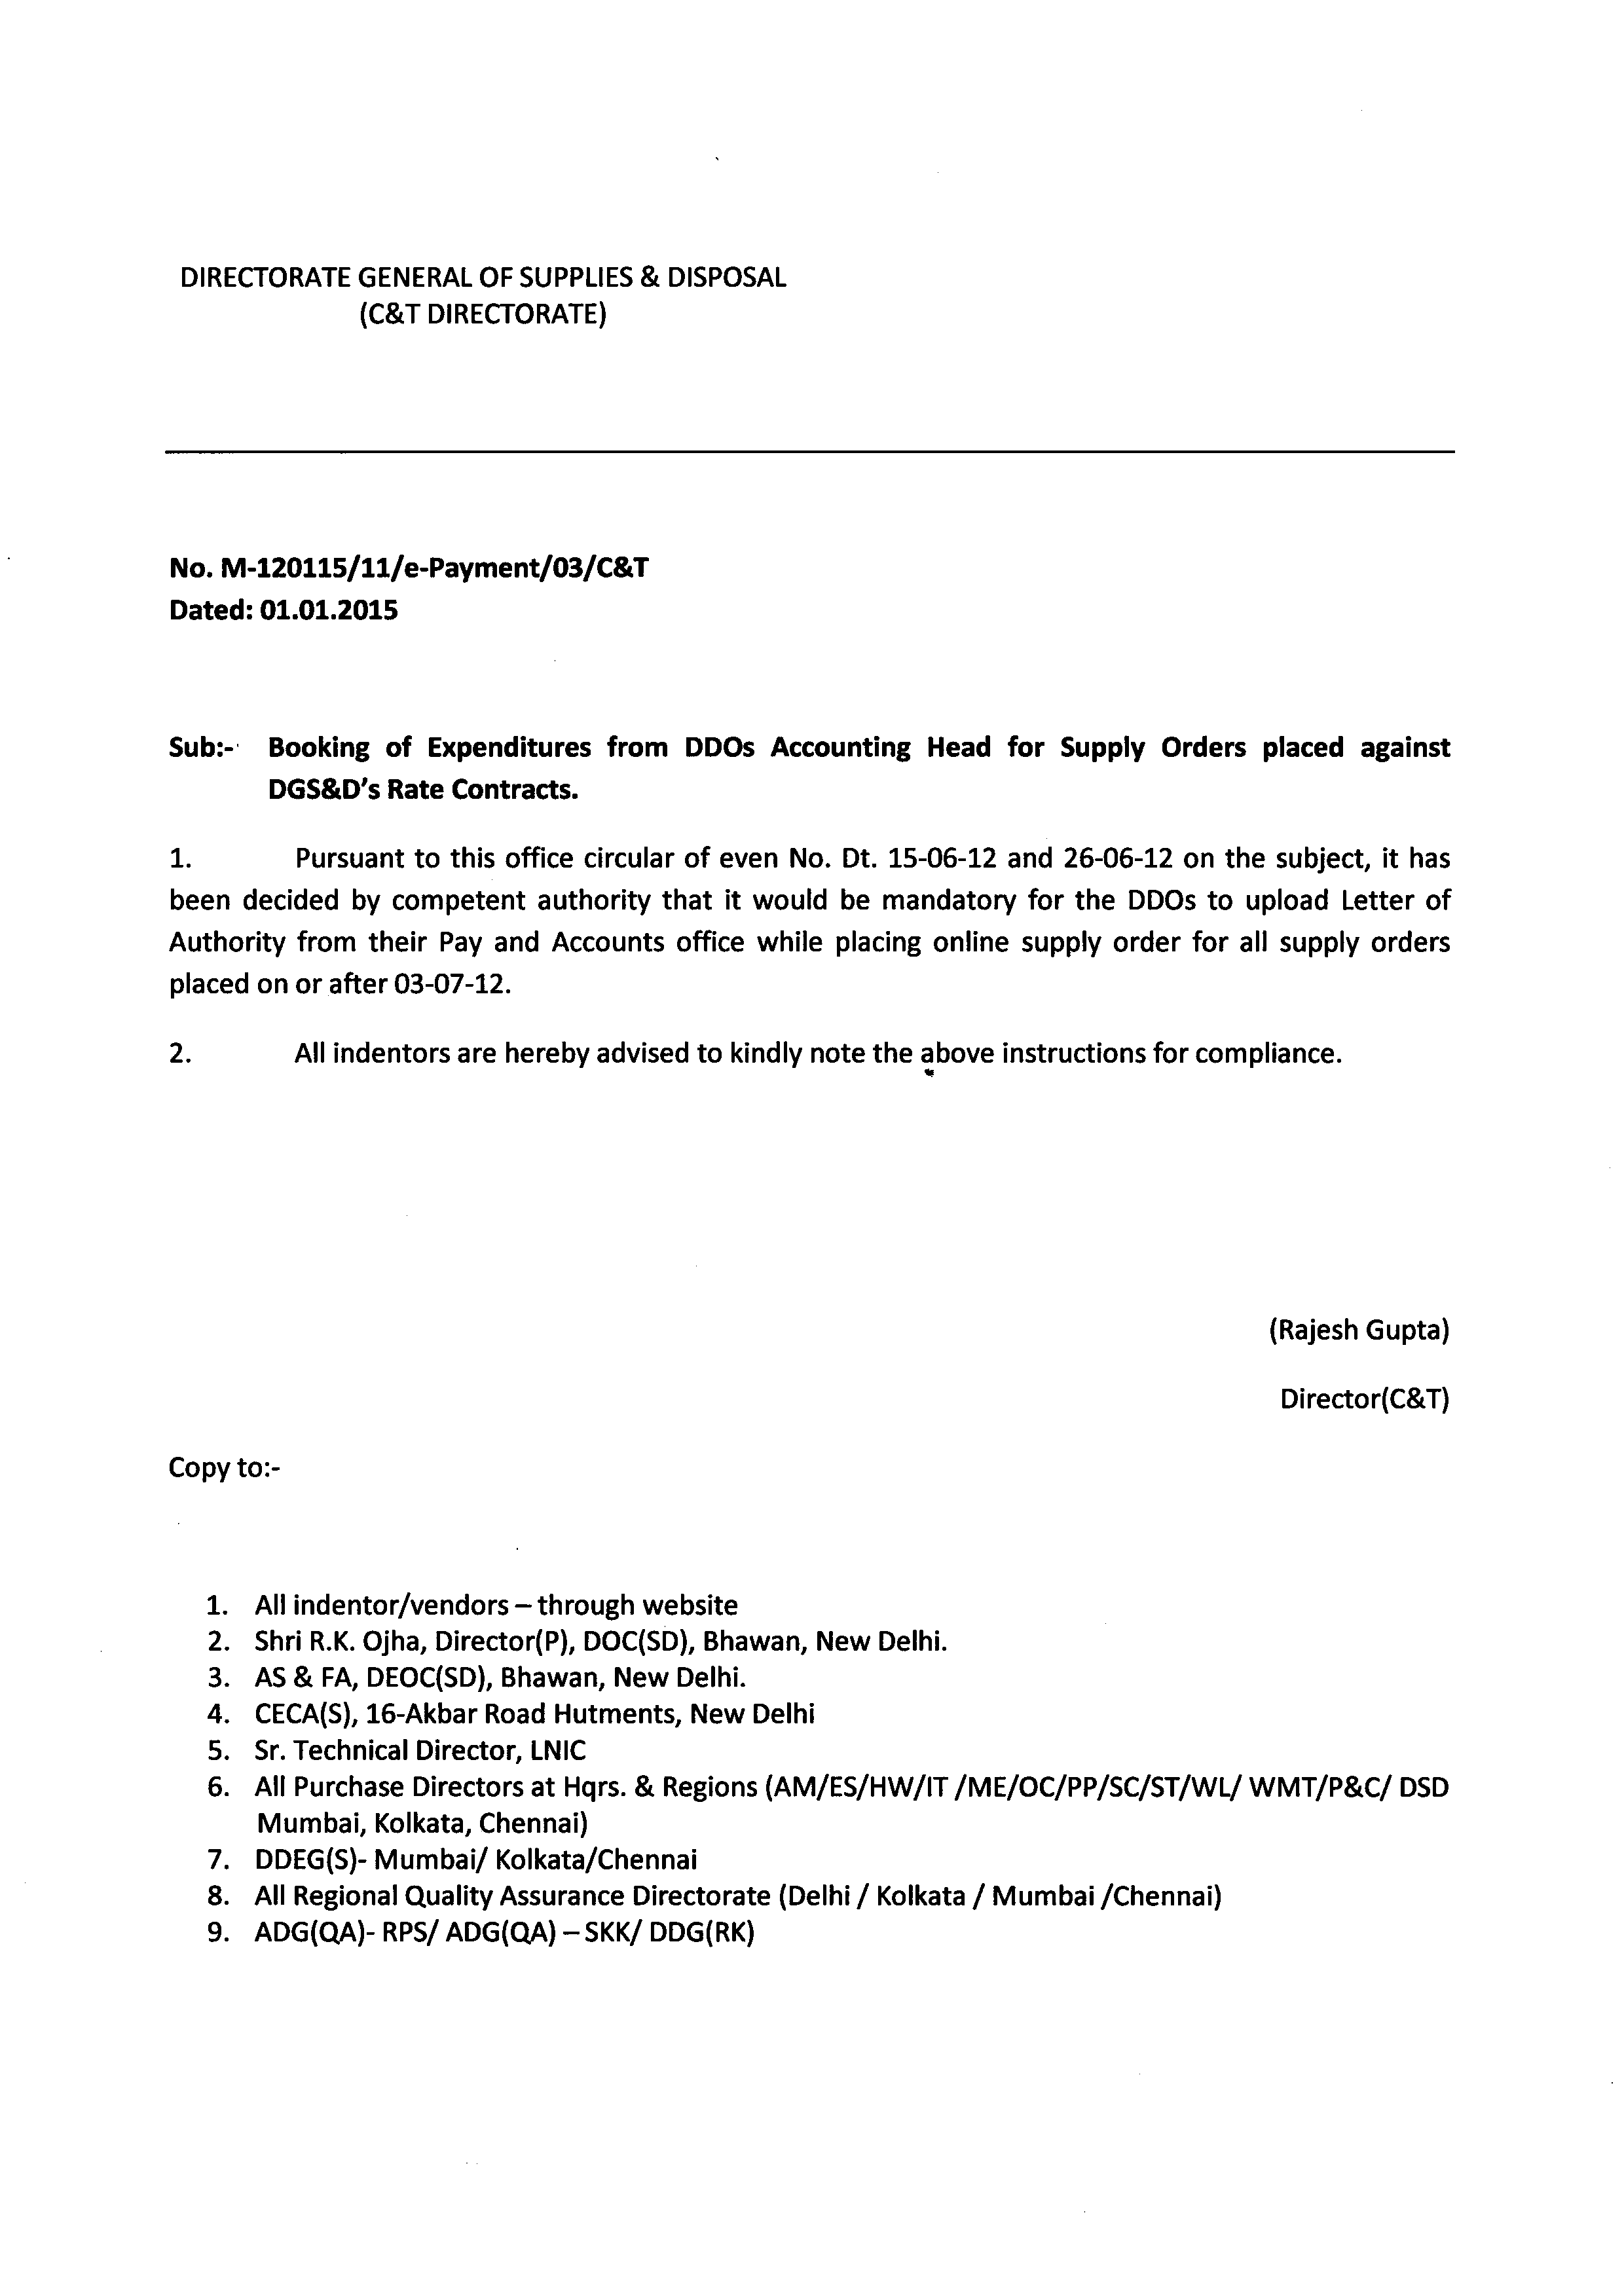 DIRECTORATE GENERAL OF SUPPLIES & DISPOSAL
(C&T DIRECTORATE)
No. M-120115/11/e-Payment/03/C&T
Dated: 01.01.2015
Sub:- Booking of Expenditures from DDOs Accounting Head for Supply Orders placed against
DGS&D's Rate Contracts.
1. Pursuant to this office circular of even No. Dt. 15-06-12 and 26-06-12 on the subject, it has
been decided by competent authority that it would be mandatory for the DDOs to upload Letter of
Authority from their Pay and Accounts office while placing online supply order for all supply orders
placed on or after 03-07-12.
2. All indentors are hereby advised to kindly note the above instructions for compliance.
(Rajesh Gupta)
Director(C&T)
Copy to:-
1. All indentor/vendors – through website
2. Shri R.K. Ojha, Director(P), DOC(SD), Bhawan, New Delhi.
3. AS & FA, DEOC(SD), Bhawan, New Delhi.
4. CECA(S), 16-Akbar Road Hutments, New Delhi
5. Sr. Technical Director, LNIC
6. All Purchase Directors at Hqrs. & Regions (AM/ES/HW/IT /ME/OC/PP/SC/ST/WL/ WMT/P&C/ DSD
Mumbai, Kolkata, Chennai)
7. DDEG(S)- Mumbai/ Kolkata/Chennai
8. All Regional Quality Assurance Directorate (Delhi / Kolkata / Mumbai /Chennai)
9. ADG(QA)- RPS/ ADG(QA) – SKK/ DDG(RK)